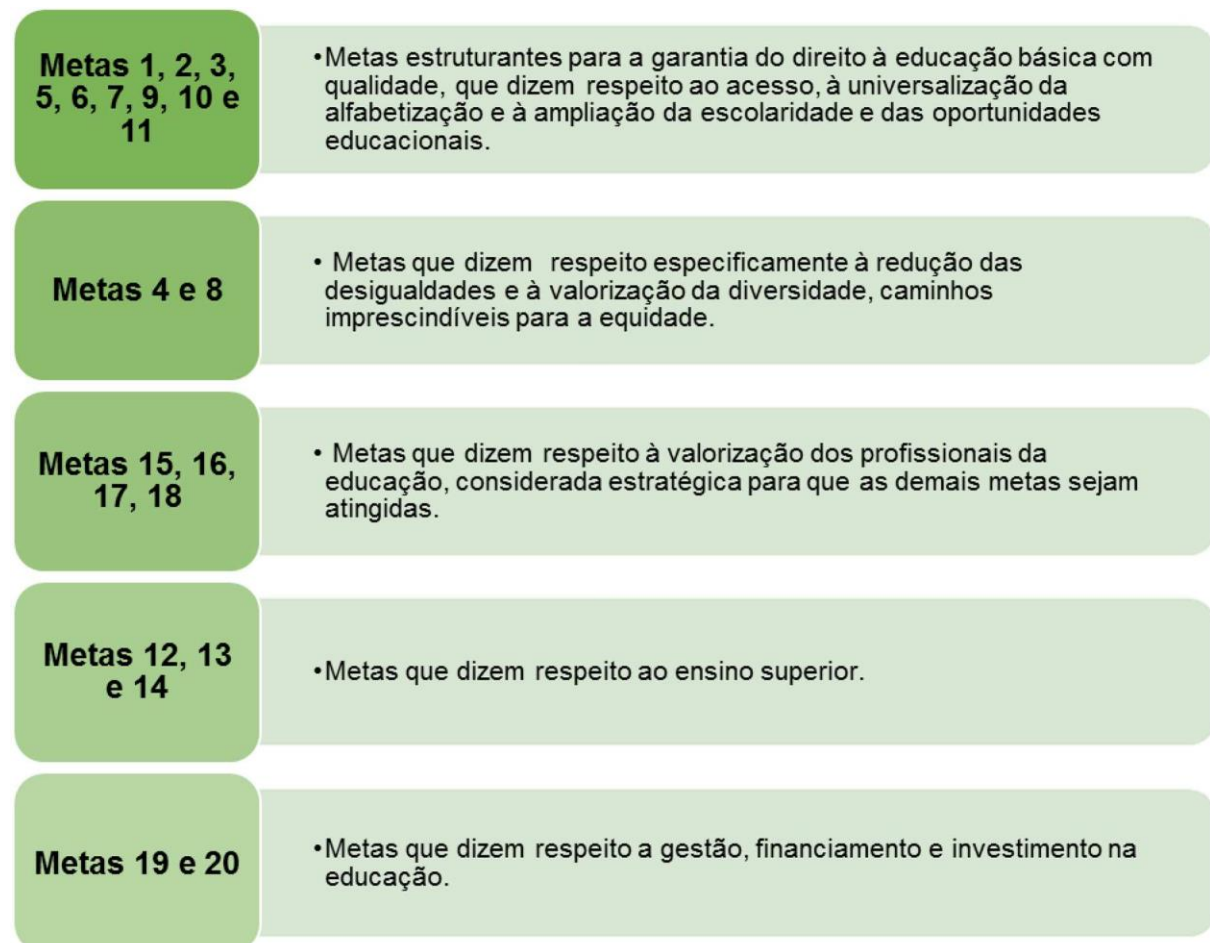 Metas 1, 2, 3,
5, 6, 7, 9, 10 e
11
•Metas estruturantes para a garantia do direito à educação básica com
qualidade, que dizem respeito ao acesso, à universalização da
alfabetização e à ampliação da escolaridade e das oportunidades
educacionais.
Metas 4 e 8
• Metas que dizem respeito especificamente à redução das
desigualdades e à valorização da diversidade, caminhos
imprescindíveis para a equidade.
Metas 15, 16,
17, 18
• Metas que dizem respeito à valorização dos profissionais da
educação, considerada estratégica para que as demais metas sejam
atingidas.
Metas 12, 13
e 14
•Metas que dizem respeito ao ensino superior.
Metas 19 e 20
•Metas que dizem respeito a gestão, financiamento e investimento na
educação.